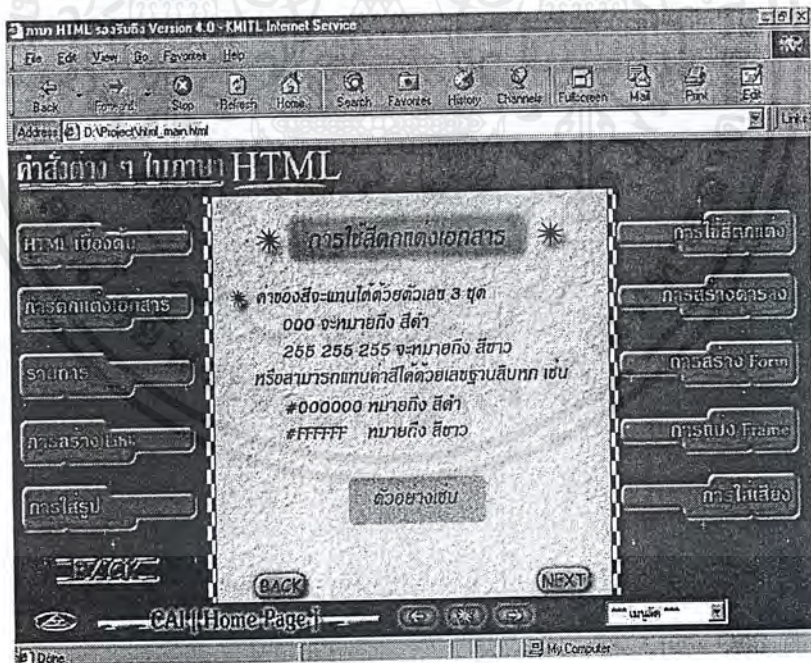 ภาษา HTML รองรับถึง Version 4.0 - KMITL Internet Service
File Edit View Go Favorites Help
Back Forward Stop Refresh Home Search Favorites History Channels Fullscreen Mail Print Edit
Address D:\Project\html_main.html Links
คำสั่งต่าง ๆ ในภาษา HTML
HTML เบื้องต้น
การตกแต่งเอกสาร
รายการ
การสร้าง Link
การใส่รูป
BACK
การใช้สีตกแต่งเอกสาร
ค่าของสีจะแทนได้ด้วยตัวเลข 3 ชุด
000 จะหมายถึง สีดำ
255 255 255 จะหมายถึง สีขาว
หรือสามารถแทนค่าสีได้ด้วยเลขฐานสิบหก เช่น
#000000 หมายถึง สีดำ
#FFFFFF หมายถึง สีขาว
ตัวอย่างเช่น
BACK NEXT
การใช้สีตกแต่ง
การสร้างตาราง
การสร้าง Form
การแบ่ง Frame
การใส่เสียง
CAI [ Home Page ]
*** เมนูลัด ***
Done My Computer